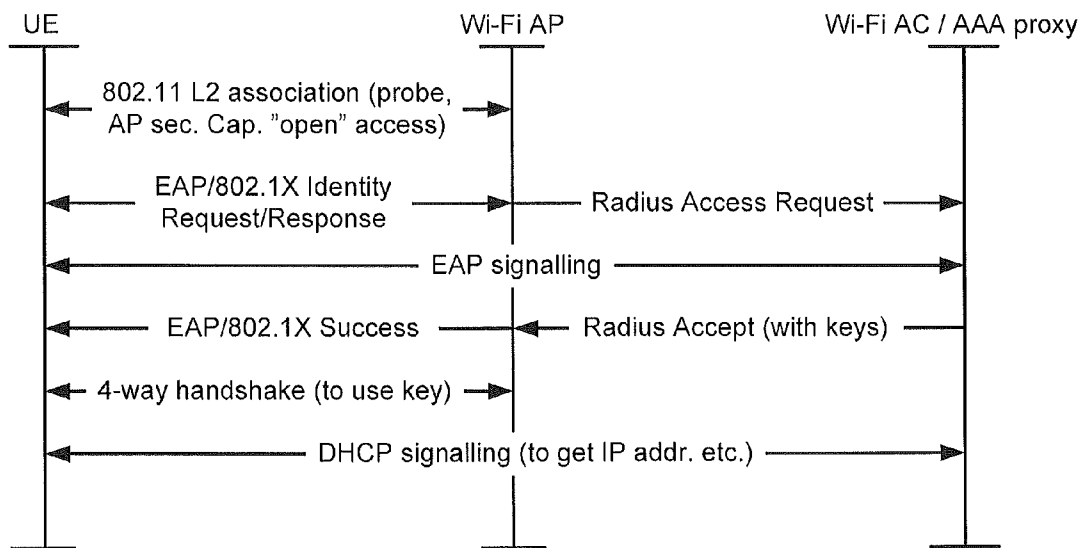 UE
Wi-Fi AP
Wi-Fi AC / AAA proxy
802.11 L2 association (probe,
AP sec. Cap. "open" access)
EAP/802.1X Identity
Request/Response
Radius Access Request
EAP signalling
EAP/802.1X Success
Radius Accept (with keys)
4-way handshake (to use key)
DHCP signalling (to get IP addr. etc.)